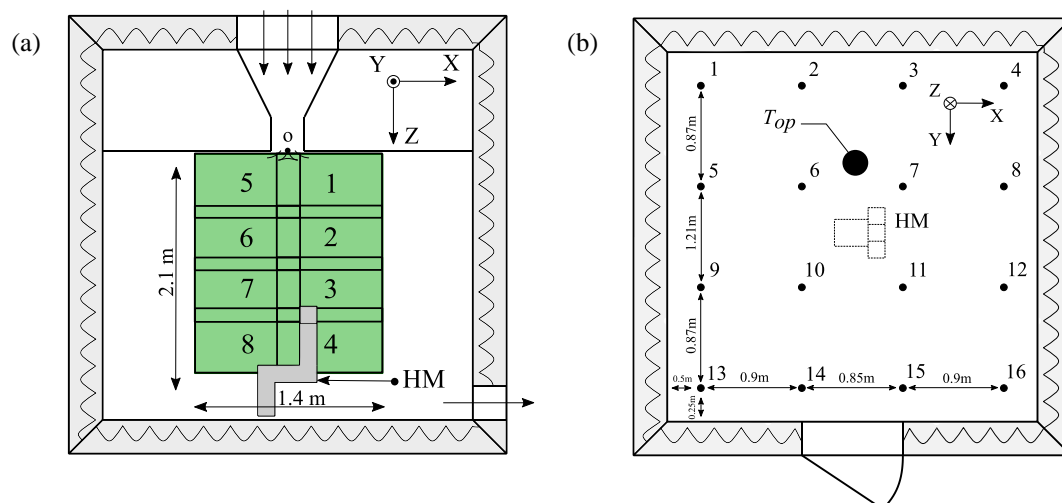 (a)
X
Y
Z
o
5 1
6 2
7 3
8 4
2.1 m
HM
1.4 m
(b)
1 2 3 4
Z
X
Y
T_op
0.87m
5 6 7 8
HM
1.21m
9 10 11 12
0.87m
13 14 15 16
0.5m 0.9m 0.85m 0.9m
0.25m